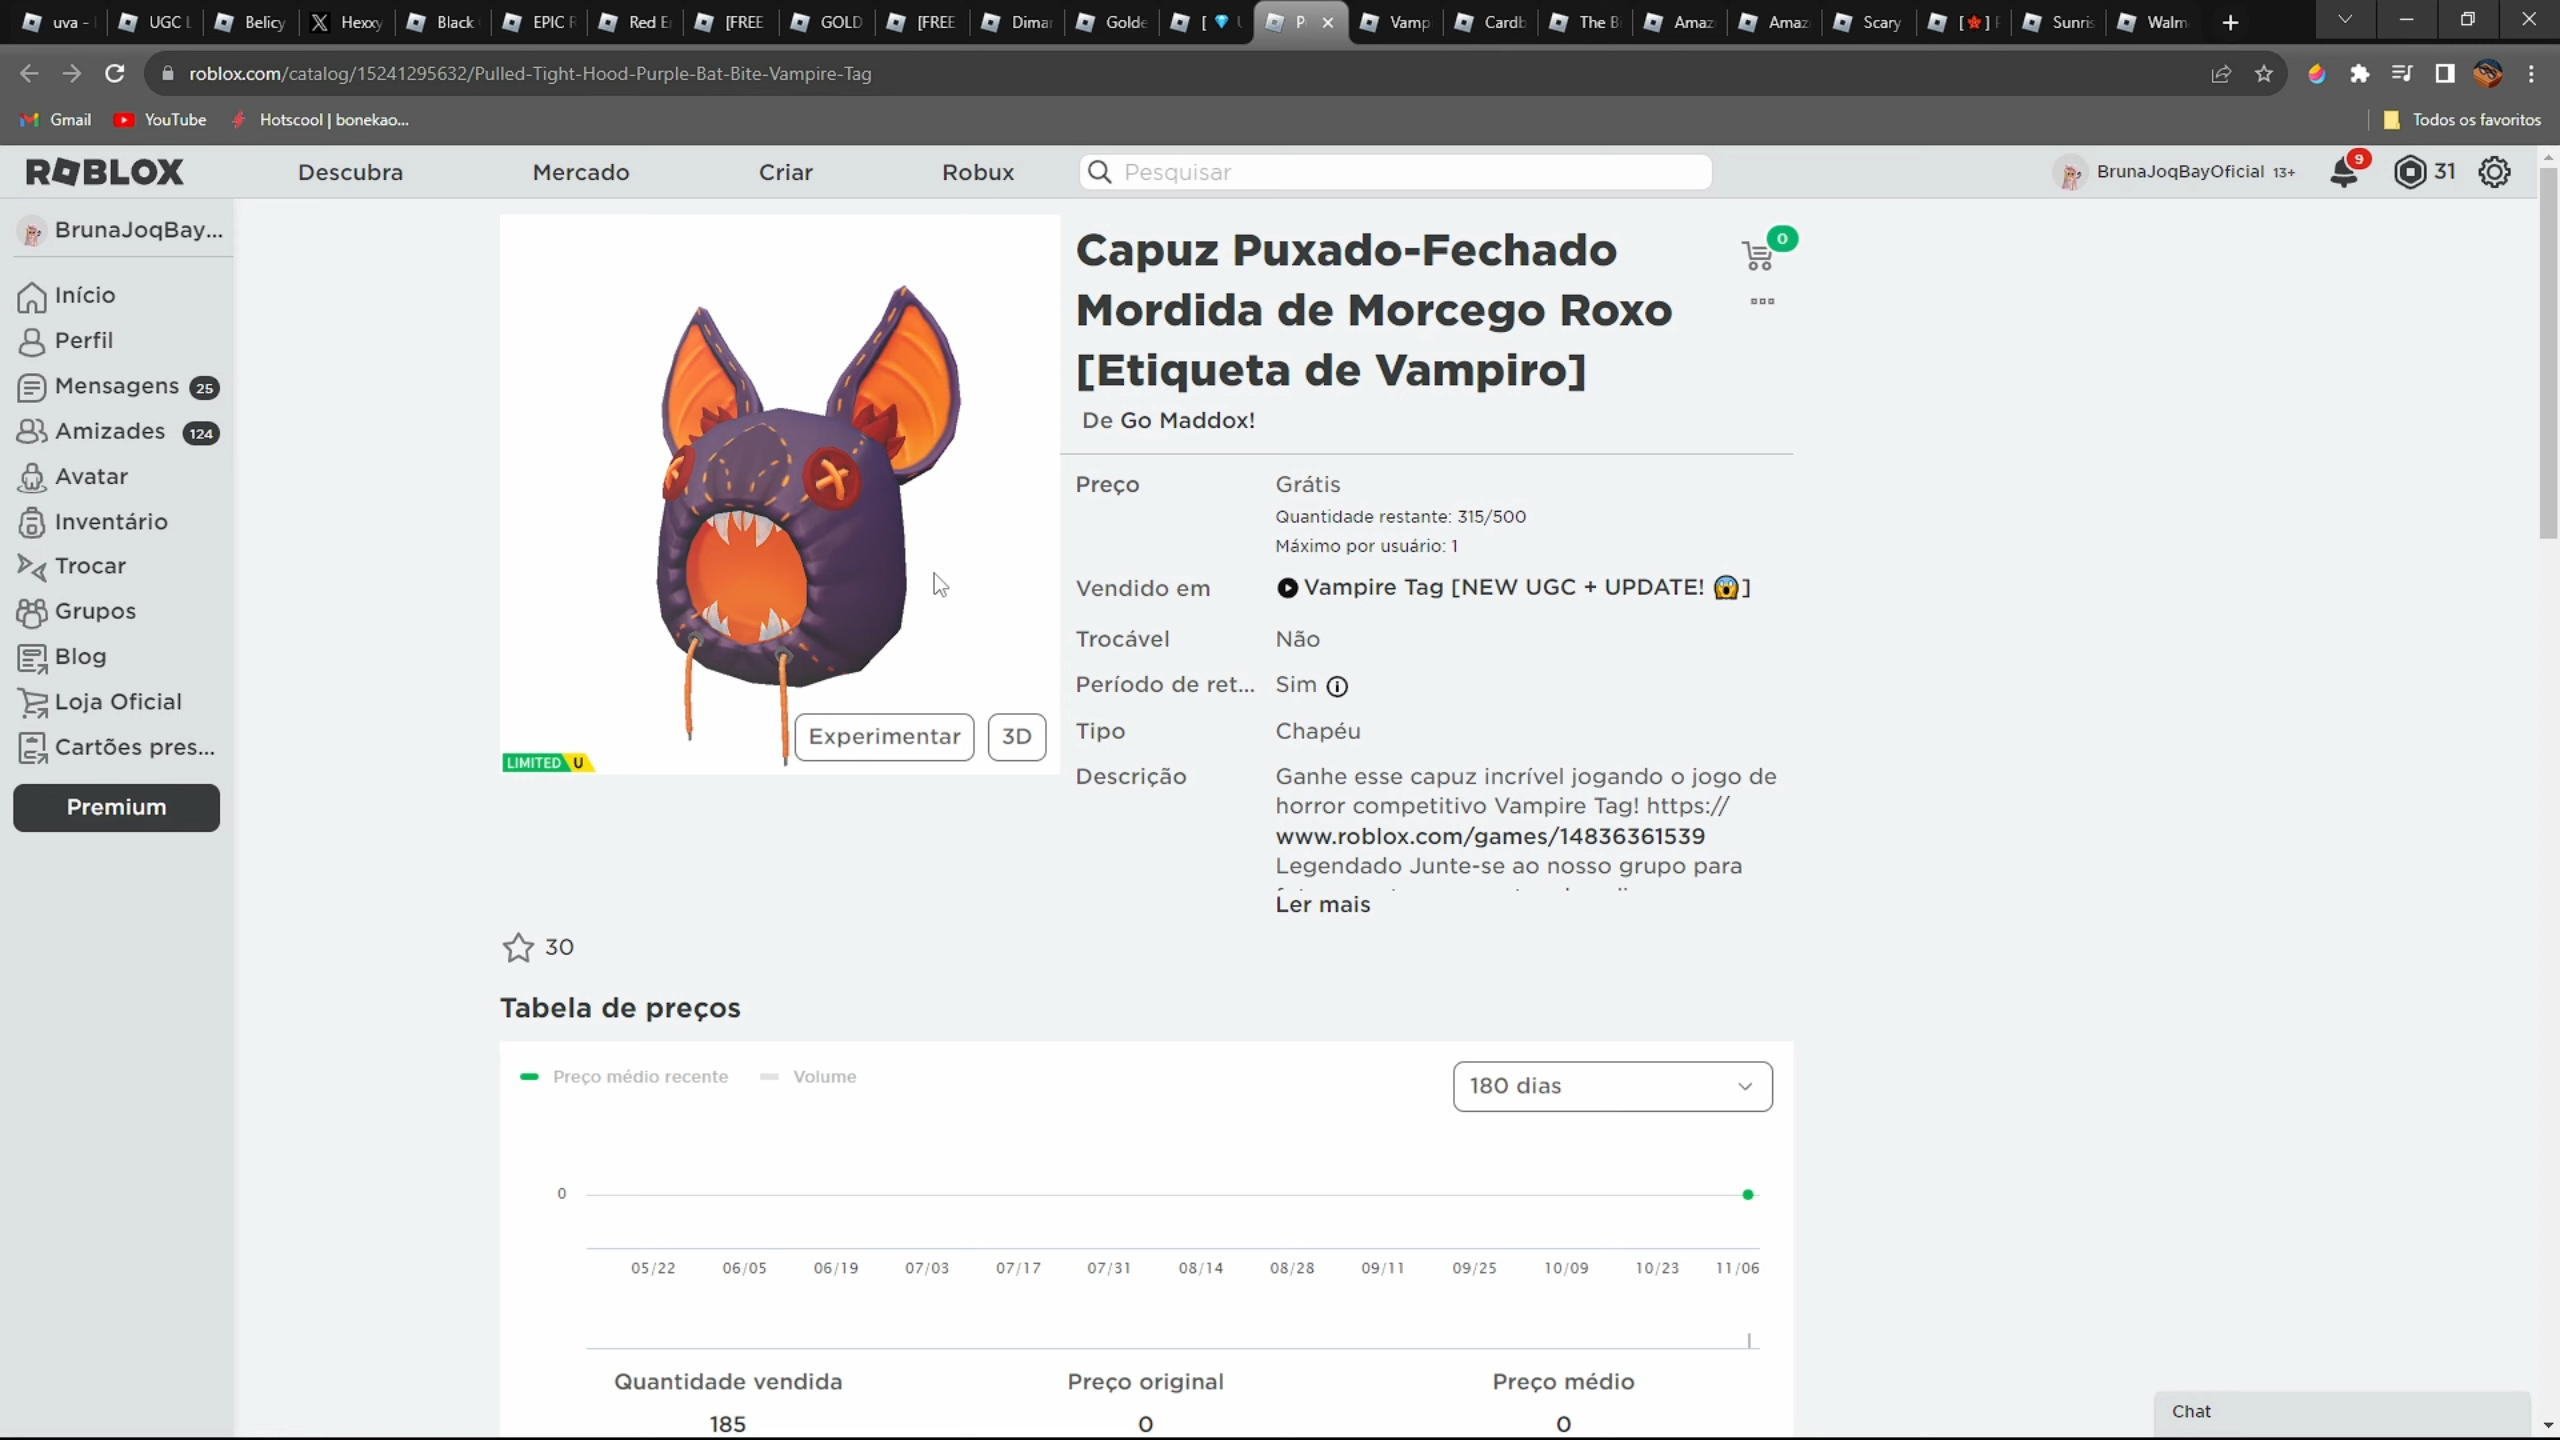 uva -
UGC L
Belicy
Hexxy
Black
EPIC R
Red E
[FREE
GOLD
[FREE
Dimar
Golde
[ 💎 U
P
Vamp
Cardb
The B
Amaz
Amaz
Scary
[🌺] F
Sunris
Walm
roblox.com/catalog/15241295632/Pulled-Tight-Hood-Purple-Bat-Bite-Vampire-Tag
Gmail
YouTube
Hotscool | bonekao...
Todos os favoritos
ROBLOX
Descubra
Mercado
Criar
Robux
Pesquisar
BrunaJoqBayOficial 13+
9
31
BrunaJoqBay...
Início
Perfil
Mensagens 25
Amizades 124
Avatar
Inventário
Trocar
Grupos
Blog
Loja Oficial
Cartões pres...
Premium
Experimentar
3D
LIMITED U
Capuz Puxado-Fechado
Mordida de Morcego Roxo
[Etiqueta de Vampiro]
0
De Go Maddox!
Preço Grátis
Quantidade restante: 315/500
Máximo por usuário: 1
Vendido em Vampire Tag [NEW UGC + UPDATE! 😱]
Trocável Não
Período de ret... Sim
Tipo Chapéu
Descrição Ganhe esse capuz incrível jogando o jogo de
horror competitivo Vampire Tag! https://
www.roblox.com/games/14836361539
Legendado Junte-se ao nosso grupo para
Ler mais
30
Tabela de preços
Preço médio recente
Volume
180 dias
0
05/22 06/05 06/19 07/03 07/17 07/31 08/14 08/28 09/11 09/25 10/09 10/23 11/06
Quantidade vendida Preço original Preço médio
185 0 0
Chat